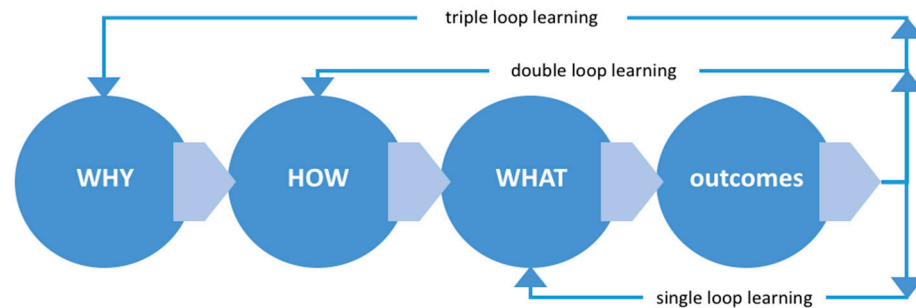 triple loop learning
double loop learning
WHY
HOW
WHAT
outcomes
single loop learning